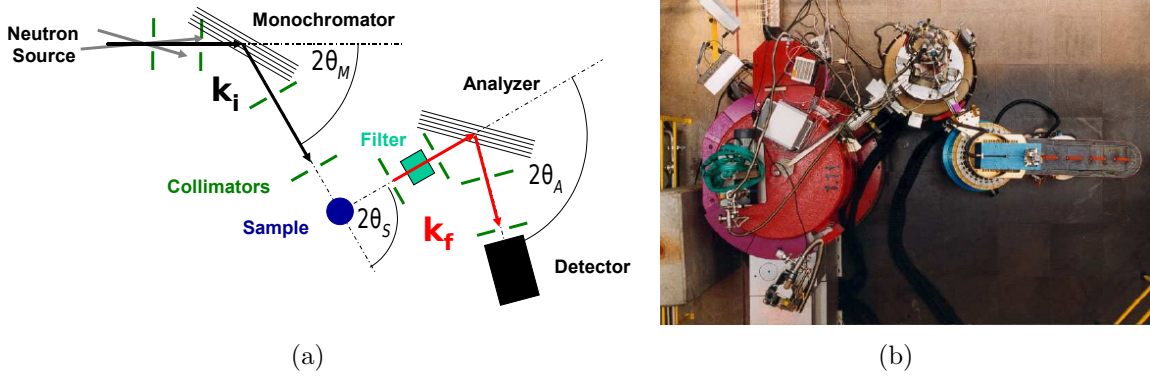 Monochromator
Neutron
Source
2θM
ki
Analyzer
Filter
Collimators
2θA
Sample
2θS
kf
Detector
(a)
(b)